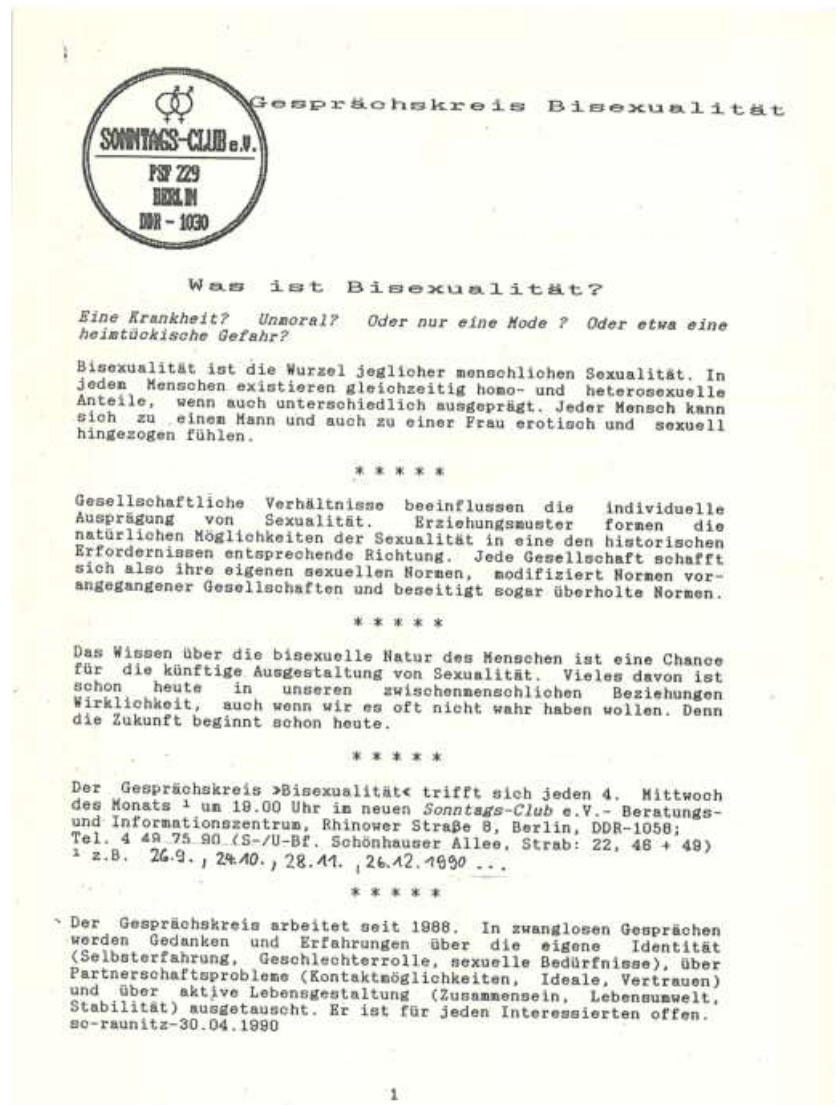 Gesprächskreis Bisexualität
SONNTAGS-CLUB e.V.
PSF 229
BERLIN
DDR - 1030
Was ist Bisexualität?
Eine Krankheit? Unmoral? Oder nur eine Mode ? Oder etwa eine
heimtückische Gefahr?
Bisexualität ist die Wurzel jeglicher menschlichen Sexualität. In
jedem Menschen existieren gleichzeitig homo- und heterosexuelle
Anteile, wenn auch unterschiedlich ausgeprägt. Jeder Mensch kann
sich zu einem Mann und auch zu einer Frau erotisch und sexuell
hingezogen fühlen.
* * * * *
Gesellschaftliche Verhältnisse beeinflussen die individuelle
Ausprägung von Sexualität. Erziehungsmuster formen die
natürlichen Möglichkeiten der Sexualität in eine den historischen
Erfordernissen entsprechende Richtung. Jede Gesellschaft schafft
sich also ihre eigenen sexuellen Normen, modifiziert Normen vor-
angegangener Gesellschaften und beseitigt sogar überholte Normen.
* * * * *
Das Wissen über die bisexuelle Natur des Menschen ist eine Chance
für die künftige Ausgestaltung von Sexualität. Vieles davon ist
schon heute in unseren zwischenmenschlichen Beziehungen
Wirklichkeit, auch wenn wir es oft nicht wahr haben wollen. Denn
die Zukunft beginnt schon heute.
* * * * *
Der Gesprächskreis >Bisexualität< trifft sich jeden 4. Mittwoch
des Monats ¹ um 19.00 Uhr im neuen Sonntags-Club e.V.- Beratungs-
und Informationszentrum, Rhinower Straße 8, Berlin, DDR-1058;
Tel. 4 49 75 90 (S-/U-Bf. Schönhauser Allee, Strab: 22, 46 + 49)
¹ z.B. 26.9., 24.10., 28.11. , 26.12.1990 ...
* * * * *
Der Gesprächskreis arbeitet seit 1988. In zwanglosen Gesprächen
werden Gedanken und Erfahrungen über die eigene Identität
(Selbsterfahrung, Geschlechterrolle, sexuelle Bedürfnisse), über
Partnerschaftsprobleme (Kontaktmöglichkeiten, Ideale, Vertrauen)
und über aktive Lebensgestaltung (Zusammensein, Lebensumwelt,
Stabilität) ausgetauscht. Er ist für jeden Interessierten offen.
so-raunitz-30.04.1990
1